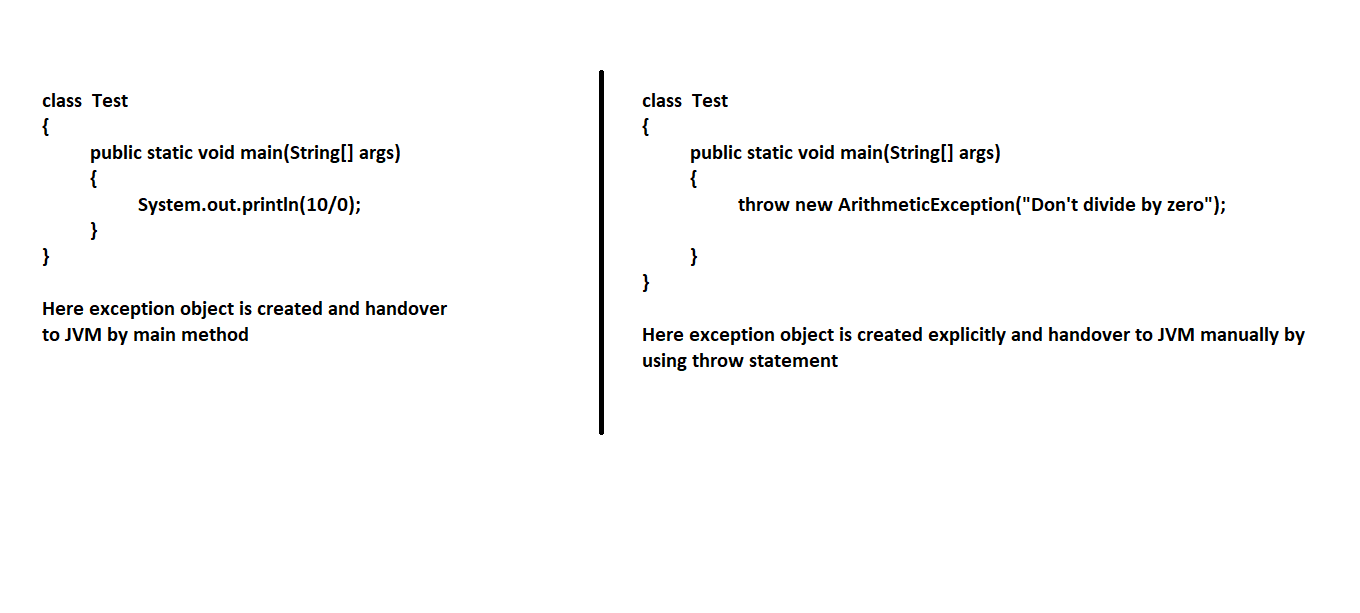 class Test
{
public static void main(String[] args)
{
System.out.println(10/0);
}
}
Here exception object is created and handover
to JVM by main method
class Test
{
public static void main(String[] args)
{
throw new ArithmeticException("Don't divide by zero");
}
}
Here exception object is created explicitly and handover to JVM manually by
using throw statement